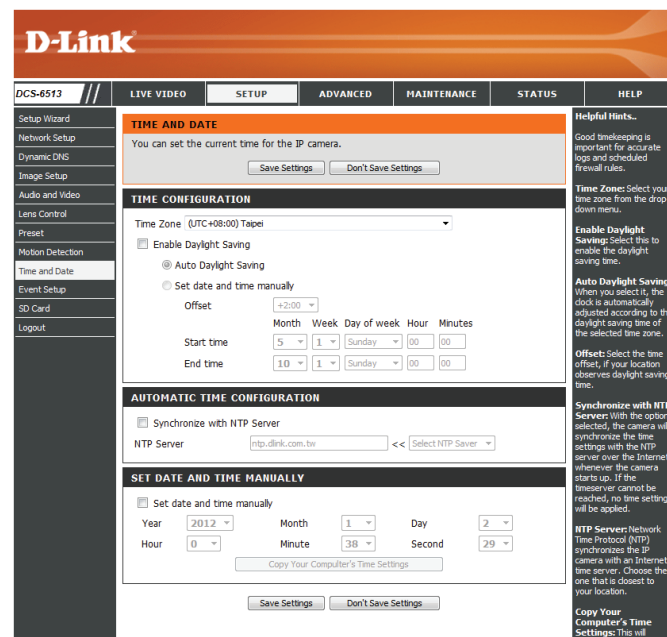 D-Link
DCS-6513
LIVE VIDEO SETUP ADVANCED MAINTENANCE STATUS HELP
Setup Wizard
Network Setup
Dynamic DNS
Image Setup
Audio and Video
Lens Control
Preset
Motion Detection
Time and Date
Event Setup
SD Card
Logout
TIME AND DATE
You can set the current time for the IP camera.
Save Settings Don't Save Settings
TIME CONFIGURATION
Time Zone (UTC+08:00) Taipei
Enable Daylight Saving
Auto Daylight Saving
Set date and time manually
Offset +2:00
Month Week Day of week Hour Minutes
Start time 5 1 Sunday 00 00
End time 10 1 Sunday 00 00
AUTOMATIC TIME CONFIGURATION
Synchronize with NTP Server
NTP Server ntp.dlink.com.tw << Select NTP Saver
SET DATE AND TIME MANUALLY
Set date and time manually
Year 2012 Month 1 Day 2
Hour 0 Minute 38 Second 29
Copy Your Compulter's Time Settings
Save Settings Don't Save Settings
Helpful Hints..
Good timekeeping is
important for accurate
logs and scheduled
firewall rules.
Time Zone: Select you
time zone from the drop
down menu.
Enable Daylight
Saving: Select this to
enable the daylight
saving time.
Auto Daylight Saving
When you select it, the
clock is automatically
adjusted according to th
daylight saving time of
the selected time zone.
Offset: Select the time
offset, if your location
observes daylight saving
time.
Synchronize with NTP
Server: With the option
selected, the camera will
synchronize the time
settings with the NTP
server over the Internet
whenever the camera
starts up. If the
timeserver cannot be
reached, no time setting
will be applied.
NTP Server: Network
Time Protocol (NTP)
synchronizes the IP
camera with an Internet
time server. Choose the
one that is closest to
your location.
Copy Your
Computer's Time
Settings: This will